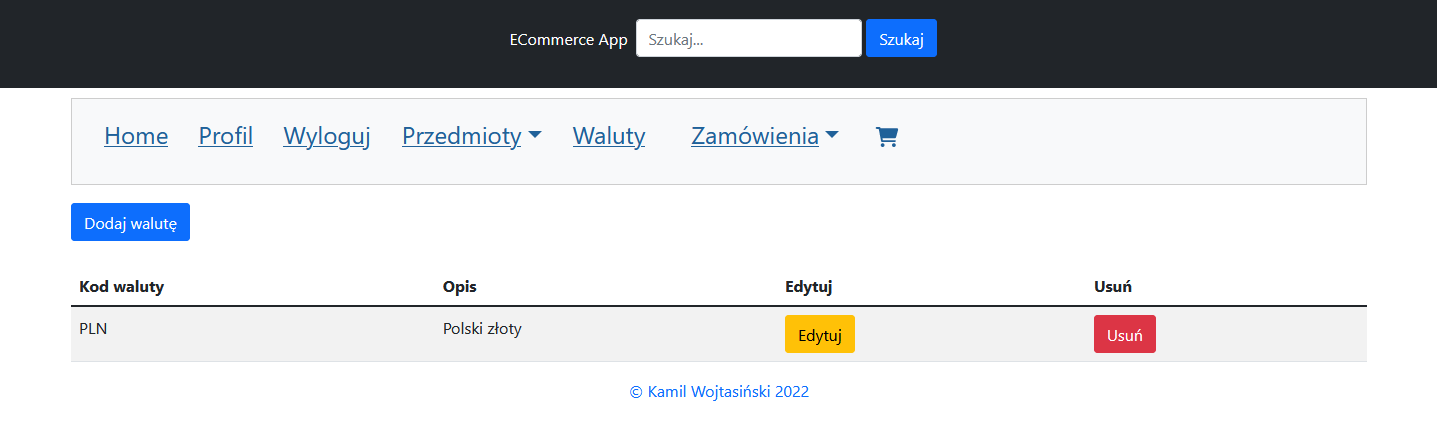 ECommerce App Szukaj... Szukaj
Home Profil Wyloguj Przedmioty Waluty Zamówienia
Dodaj walutę
Kod waluty Opis Edytuj Usuń
PLN Polski złoty Edytuj Usuń
© Kamil Wojtasiński 2022